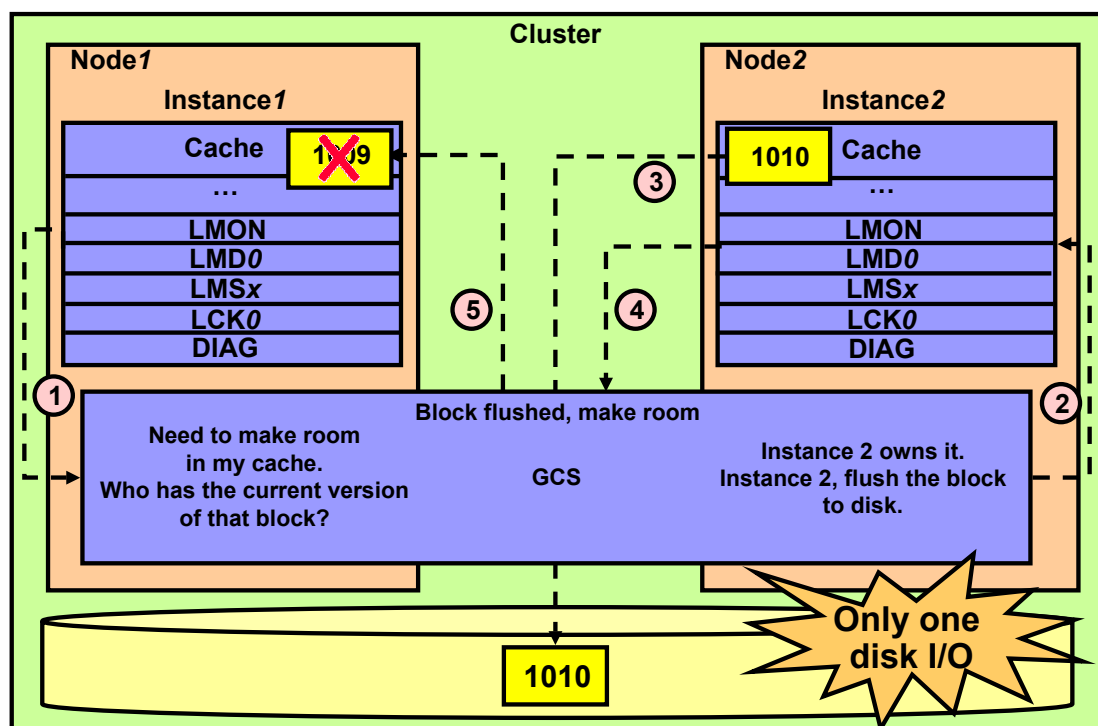 Cluster
Node1
Instance1
Cache
1009
...
LMON
LMD0
LMSx
LCK0
DIAG
Node2
Instance2
1010
Cache
...
LMON
LMD0
LMSx
LCK0
DIAG
3
4
5
1
2
Block flushed, make room
Need to make room
in my cache.
Who has the current version
of that block?
GCS
Instance 2 owns it.
Instance 2, flush the block
to disk.
Only one
disk I/O
1010